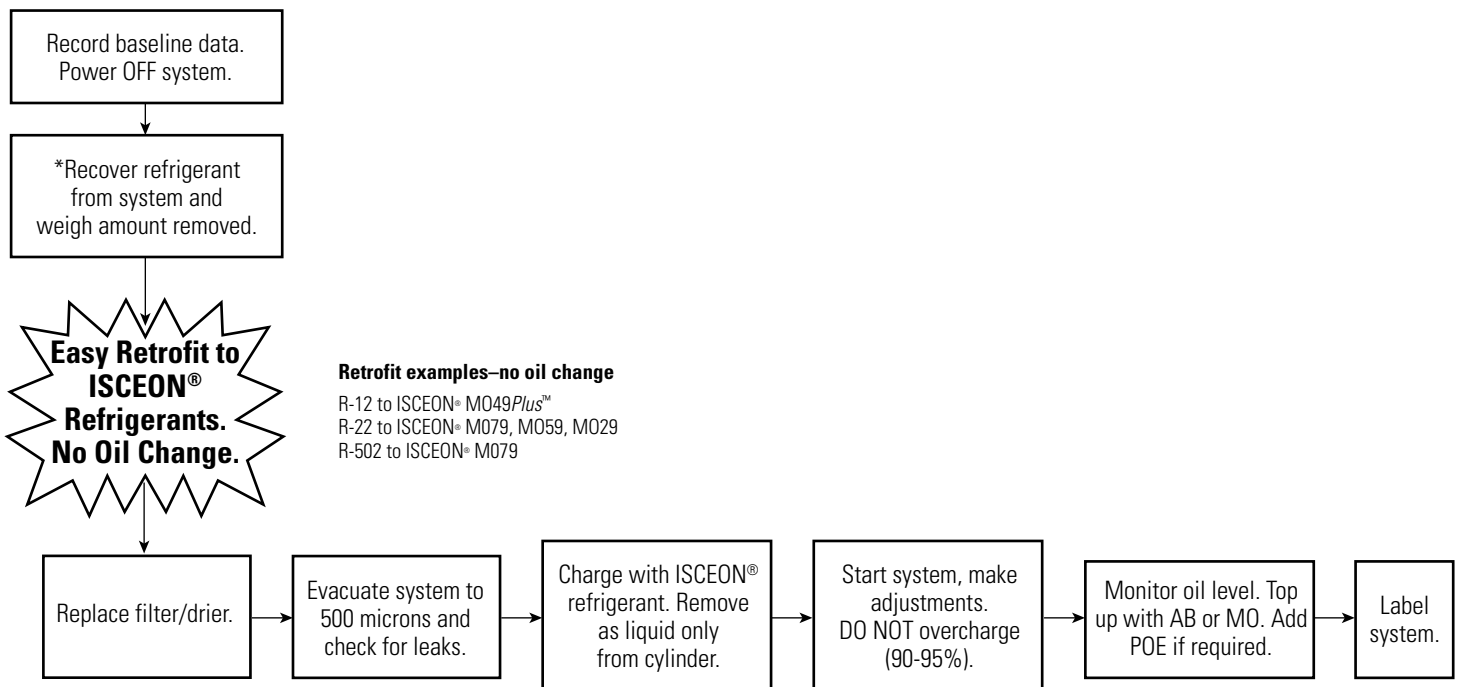 Record baseline data.
Power OFF system.
*Recover refrigerant
from system and
weigh amount removed.
Easy Retrofit to
ISCEON®
Refrigerants.
No Oil Change.
Retrofit examples–no oil change
R-12 to ISCEON® MO49Plus™
R-22 to ISCEON® M079, MO59, MO29
R-502 to ISCEON® M079
Replace filter/drier.
Evacuate system to
500 microns and
check for leaks.
Charge with ISCEON®
refrigerant. Remove
as liquid only
from cylinder.
Start system, make
adjustments.
DO NOT overcharge
(90-95%).
Monitor oil level. Top
up with AB or MO. Add
POE if required.
Label
system.